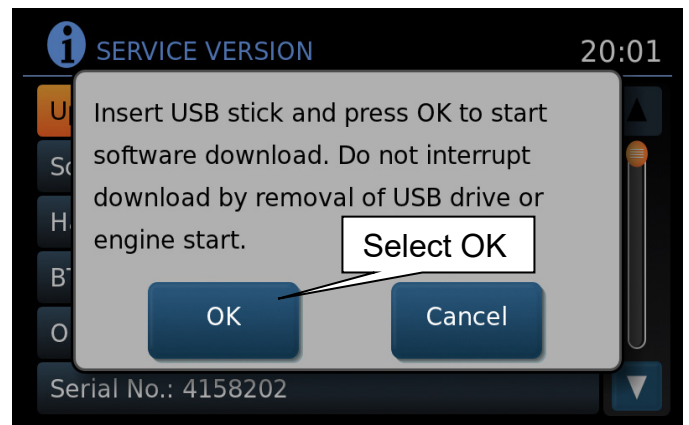 SERVICE VERSION
20:01
Insert USB stick and press OK to start
software download. Do not interrupt
download by removal of USB drive or
engine start.
Select OK
OK
Cancel
Serial No.: 4158202